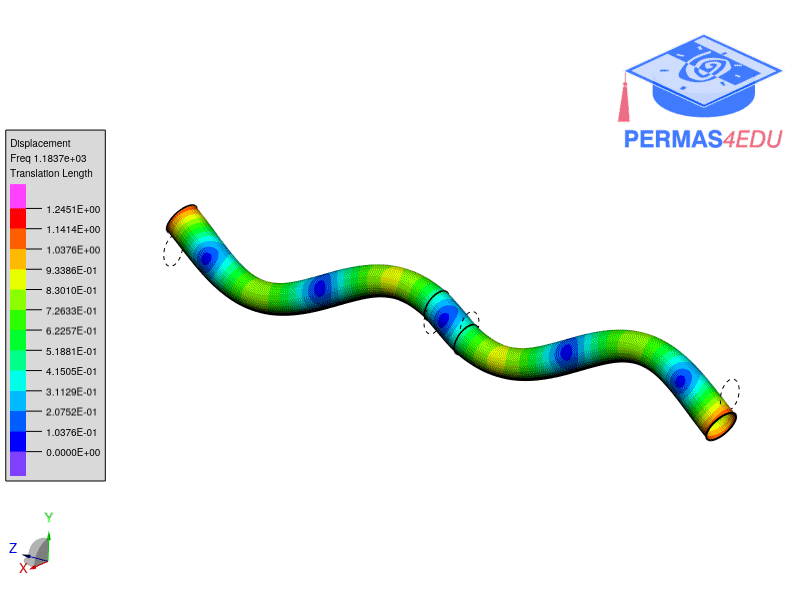 PERMAS4EDU
Displacement
Freq 1.1837e+03
Translation Length
1.2451E+00
1.1414E+00
1.0376E+00
9.3386E-01
8.3010E-01
7.2633E-01
6.2257E-01
5.1881E-01
4.1505E-01
3.1129E-01
2.0752E-01
1.0376E-01
0.0000E+00
Y
Z
X